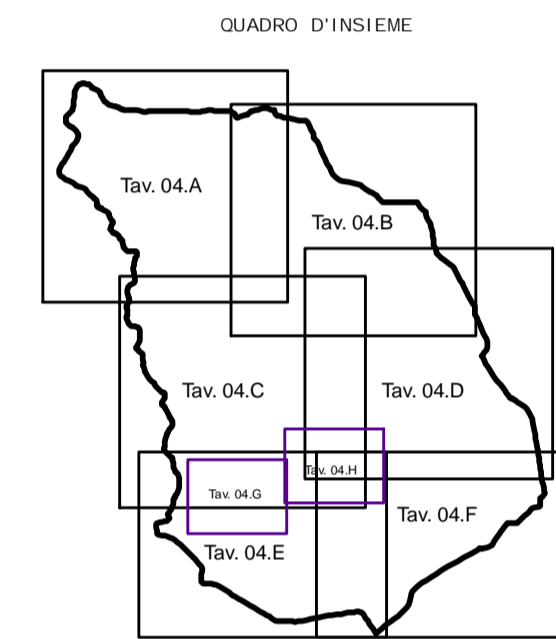 QUADRO D'INSIEME
Tav. 04.A
Tav. 04.B
Tav. 04.C
Tav. 04.D
Tav. 04.H
Tav. 04.G
Tav. 04.F
Tav. 04.E